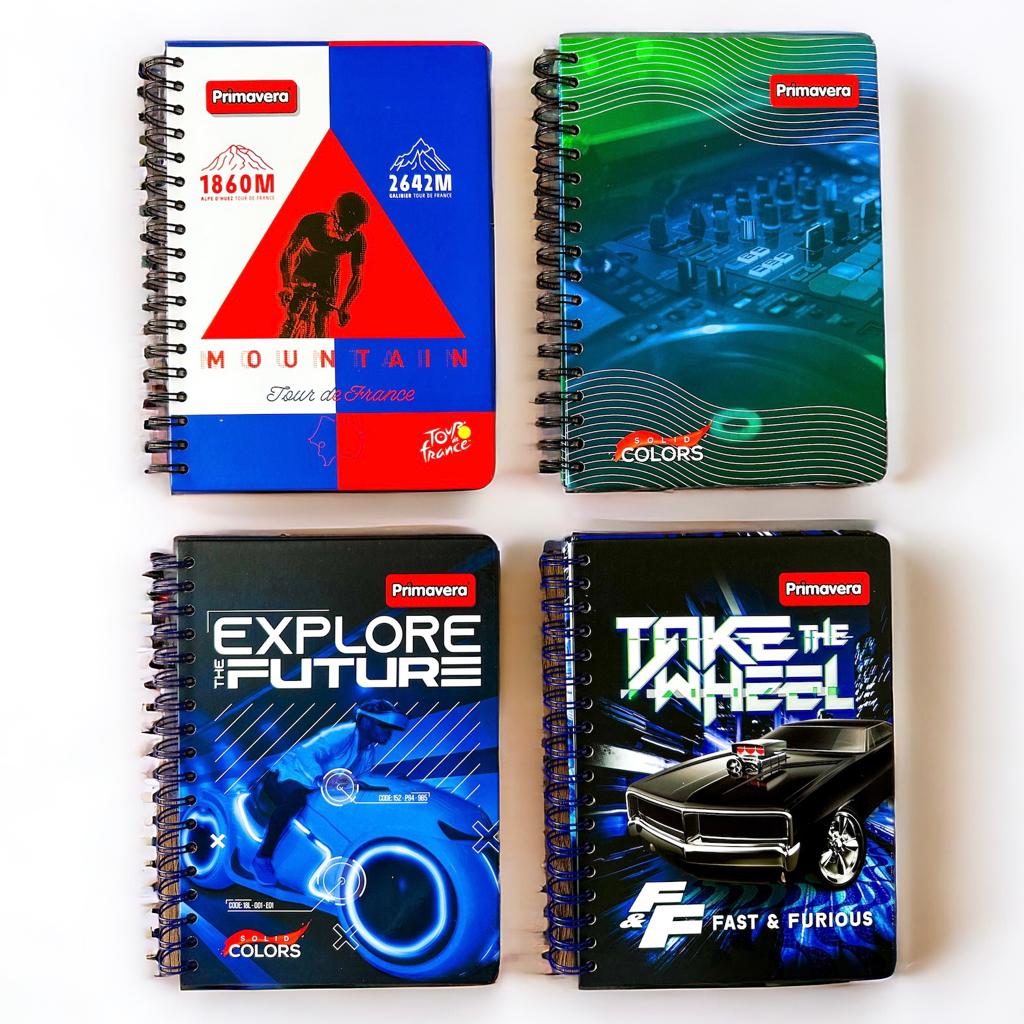 Primavera
1860M
ALPE D'HUEZ TOUR DE FRANCE
2642M
GALIBIER TOUR DE FRANCE
MOUNTAIN
Tour de France
TOUR
de
france
Primavera
SOLID
COLORS
Primavera
EXPLORE
THE FUTURE
CODE: 152 - P94 - 985
CODE: 18L - 001 - E01
SOLID
COLORS
Primavera
TAKE THE
WHEEL
F&F
FAST & FURIOUS